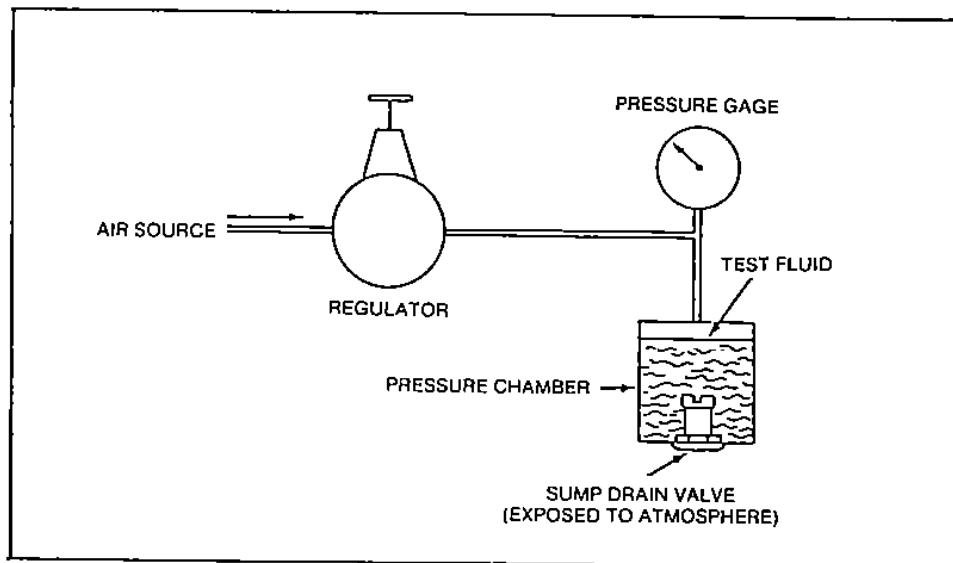 PRESSURE GAGE
AIR SOURCE
TEST FLUID
REGULATOR
PRESSURE CHAMBER
SUMP DRAIN VALVE
(EXPOSED TO ATMOSPHERE)